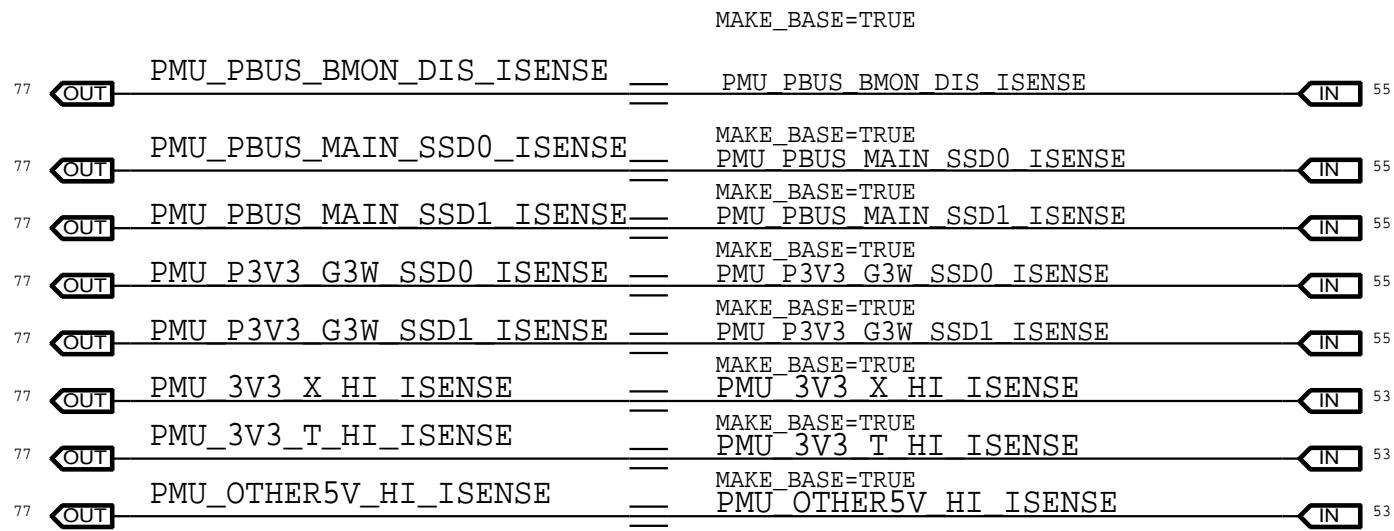 MAKE_BASE=TRUE
77 OUT PMU_PBUS_BMON_DIS_ISENSE PMU_PBUS_BMON_DIS_ISENSE IN 55
MAKE_BASE=TRUE
77 OUT PMU_PBUS_MAIN_SSD0_ISENSE PMU_PBUS_MAIN_SSD0_ISENSE IN 55
MAKE_BASE=TRUE
77 OUT PMU_PBUS_MAIN_SSD1_ISENSE PMU_PBUS_MAIN_SSD1_ISENSE IN 55
MAKE_BASE=TRUE
77 OUT PMU_P3V3_G3W_SSD0_ISENSE PMU_P3V3_G3W_SSD0_ISENSE IN 55
MAKE_BASE=TRUE
77 OUT PMU_P3V3_G3W_SSD1_ISENSE PMU_P3V3_G3W_SSD1_ISENSE IN 55
MAKE_BASE=TRUE
77 OUT PMU_3V3_X_HI_ISENSE PMU_3V3_X_HI_ISENSE IN 53
MAKE_BASE=TRUE
77 OUT PMU_3V3_T_HI_ISENSE PMU_3V3_T_HI_ISENSE IN 53
MAKE_BASE=TRUE
77 OUT PMU_OTHER5V_HI_ISENSE PMU_OTHER5V_HI_ISENSE IN 53